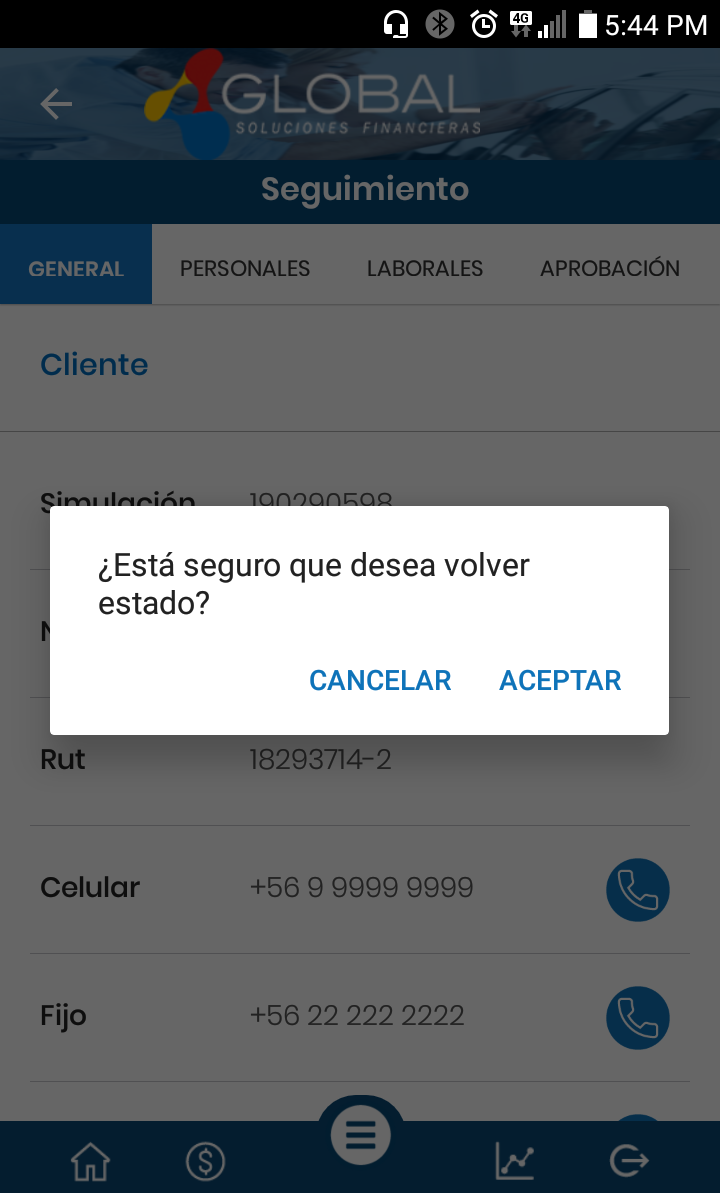 4G 5:44 PM
GLOBAL
SOLUCIONES FINANCIERAS
Seguimiento
GENERAL PERSONALES LABORALES APROBACIÓN
Cliente
Simulación 190290598
¿Está seguro que desea volver
estado?
CANCELAR ACEPTAR
Rut 18293714-2
Celular +56 9 9999 9999
Fijo +56 22 222 2222